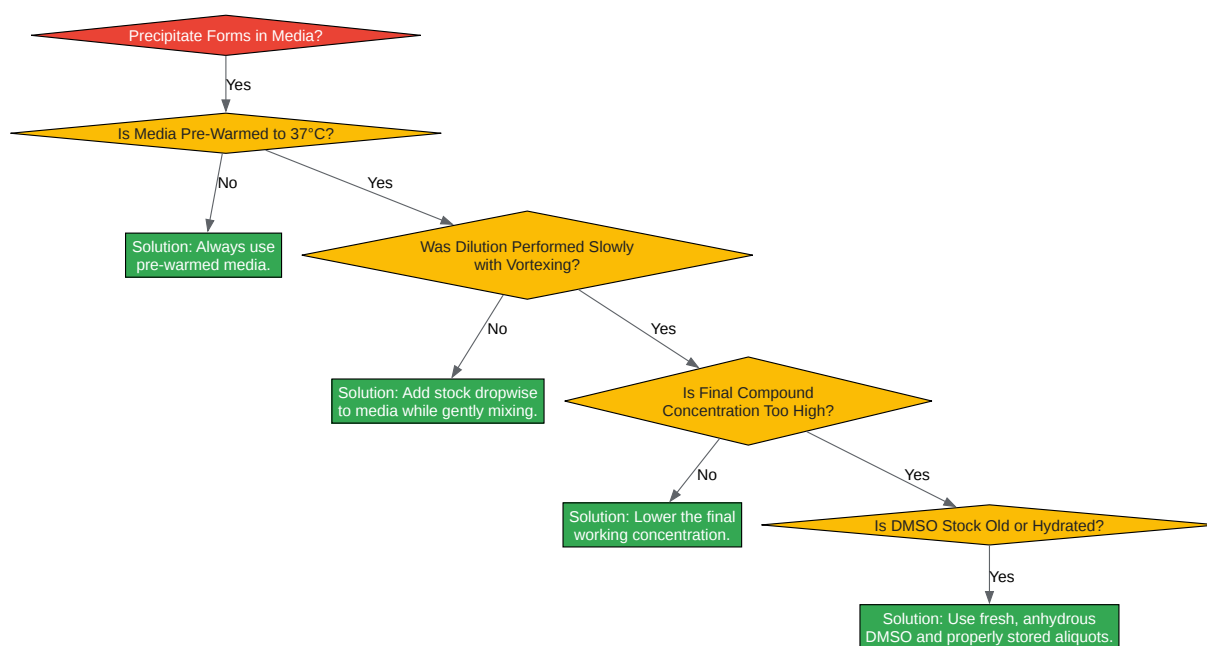 Precipitate Forms in Media?
Yes
Is Media Pre-Warmed to 37°C?
No
Yes
Solution: Always use
pre-warmed media.
Was Dilution Performed Slowly
with Vortexing?
No
Yes
Solution: Add stock dropwise
to media while gently mixing.
Is Final Compound
Concentration Too High?
No
Yes
Solution: Lower the final
working concentration.
Is DMSO Stock Old or Hydrated?
Yes
Solution: Use fresh, anhydrous
DMSO and properly stored aliquots.